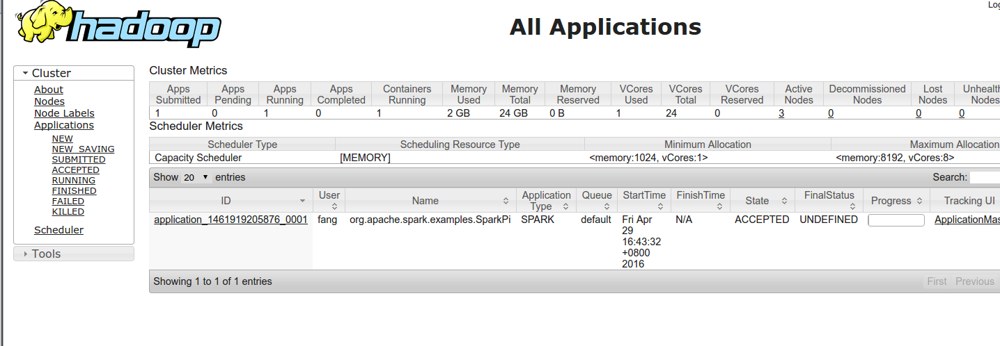 Log
hadoop
All Applications
Cluster
About
Nodes
Node Labels
Applications
NEW
NEW_SAVING
SUBMITTED
ACCEPTED
RUNNING
FINISHED
FAILED
KILLED
Scheduler
Tools
Cluster Metrics
Apps Submitted Apps Pending Apps Running Apps Completed Containers Running Memory Used Memory Total Memory Reserved VCores Used VCores Total VCores Reserved Active Nodes Decommissioned Nodes Lost Nodes Unhealth Nodes
1 0 1 0 1 2 GB 24 GB 0 B 1 24 0 3 0 0 0
Scheduler Metrics
Scheduler Type Scheduling Resource Type Minimum Allocation Maximum Allocation
Capacity Scheduler [MEMORY] <memory:1024, vCores:1> <memory:8192, vCores:8>
Show 20 entries Search:
ID User Name Application Type Queue StartTime FinishTime State FinalStatus Progress Tracking UI
application_1461919205876_0001 fang org.apache.spark.examples.SparkPi SPARK default Fri Apr N/A ACCEPTED UNDEFINED ApplicationMas
29
16:43:32
+0800
2016
Showing 1 to 1 of 1 entries First Previous